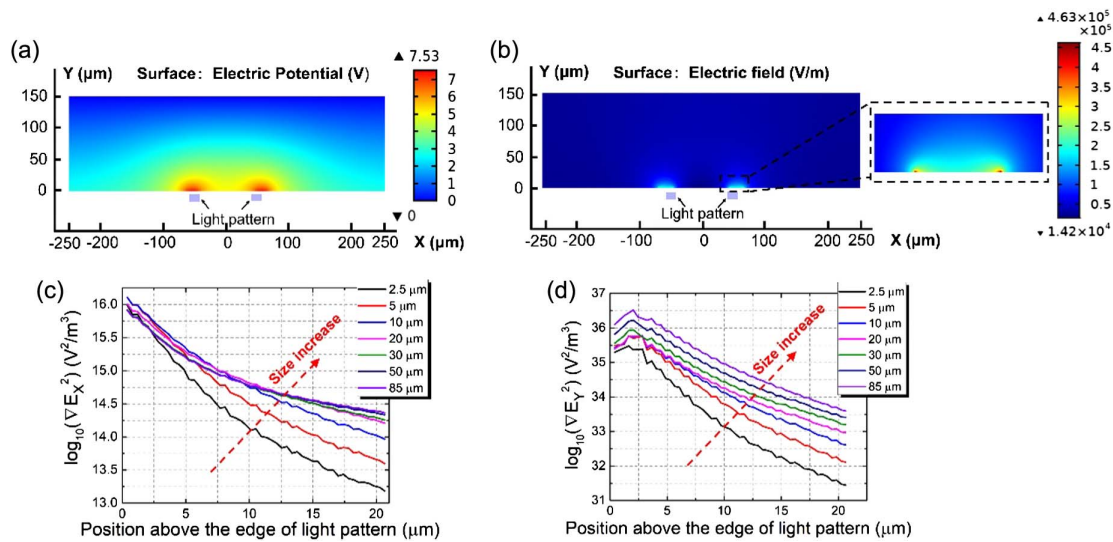 (a)
Y (µm) Surface: Electric Potential (V)
▲ 7.53
150
100
50
0
7
6
5
4
3
2
1
0
▼ 0
Light pattern
-250 -200 -100 0 100 200 250
X (µm)
(b)
Y (µm) Surface: Electric field (V/m)
▲ 4.63×10⁵
×10⁵
150
100
50
0
4.5
4
3.5
3
2.5
2
1.5
1
0.5
▼1.42×10⁴
Light pattern
-250 -200 -100 0 100 200 250
X (µm)
(c)
log₁₀(∇Eₓ²) (V²/m³)
16.0
15.5
15.0
14.5
14.0
13.5
13.0
Size increase
2.5 µm
5 µm
10 µm
20 µm
30 µm
50 µm
85 µm
0 5 10 15 20
Position above the edge of light pattern (µm)
(d)
log₁₀(∇E_Y²) (V²/m³)
37
36
35
34
33
32
31
Size increase
2.5 µm
5 µm
10 µm
20 µm
30 µm
50 µm
85 µm
0 5 10 15 20
Position above the edge of light pattern (µm)